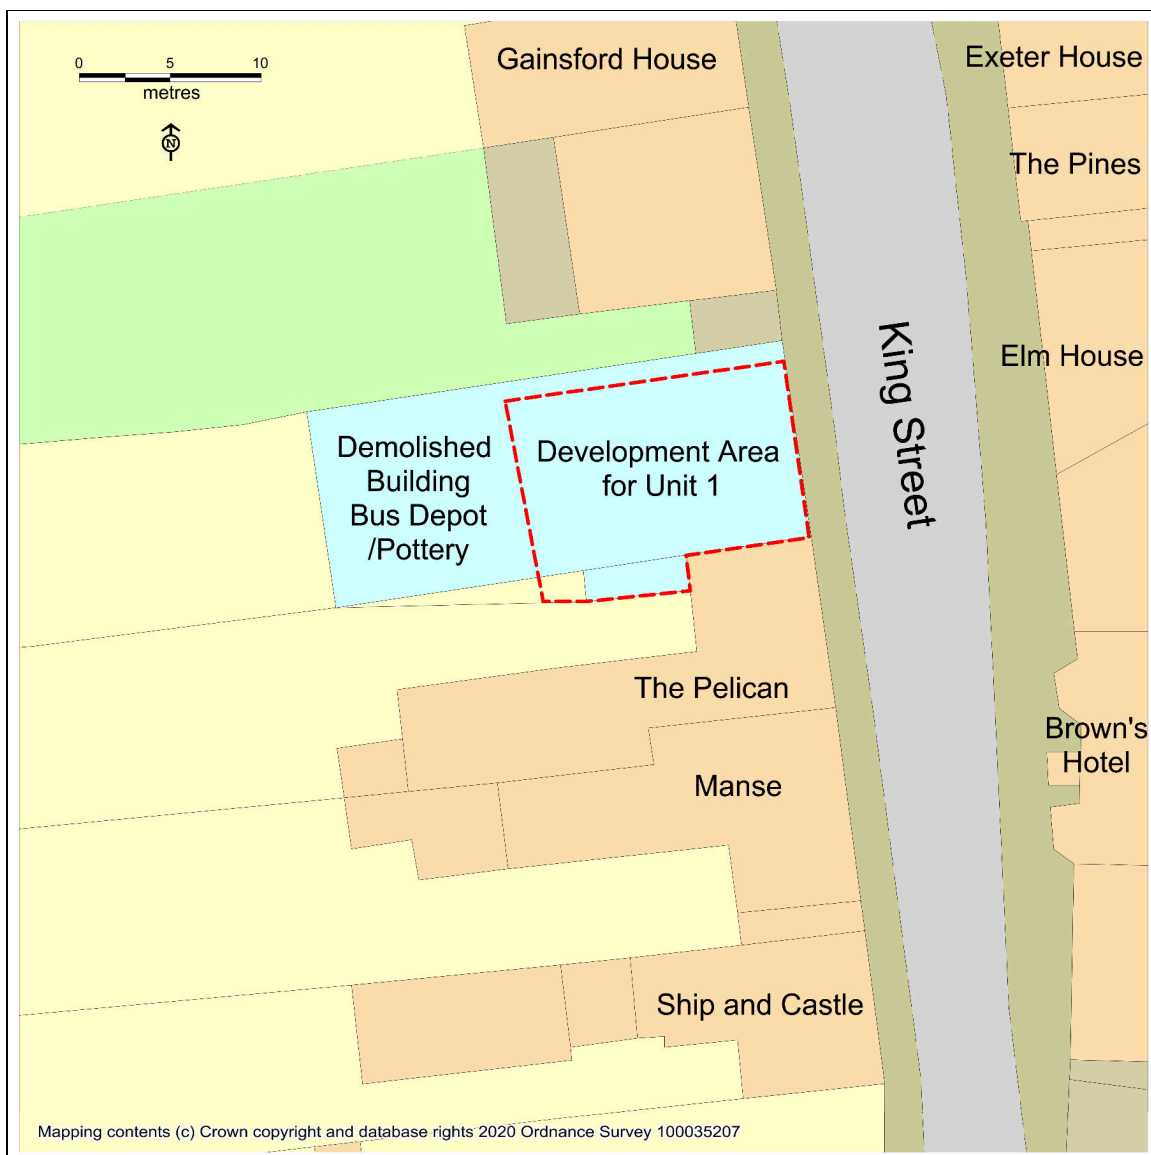 Gainsford House
Exeter House
0 5 10
metres
N
The Pines
King Street
Elm House
Demolished
Building
Bus Depot
/Pottery
Development Area
for Unit 1
The Pelican
Brown's
Hotel
Manse
Ship and Castle
Mapping contents (c) Crown copyright and database rights 2020 Ordnance Survey 100035207